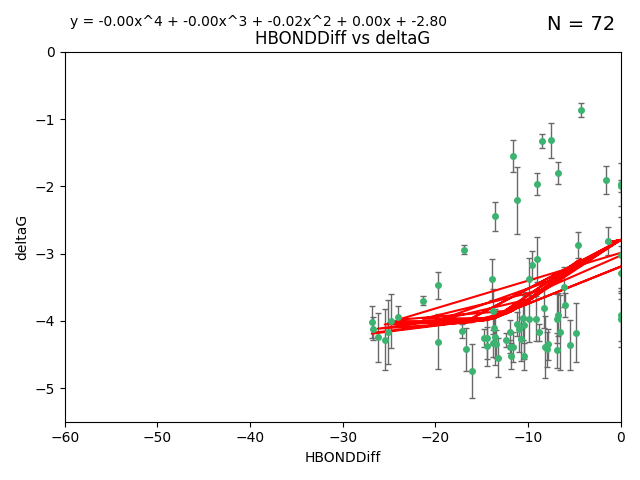 y = -0.00x^4 + -0.00x^3 + -0.02x^2 + 0.00x + -2.80
N = 72
HBONDDiff vs deltaG
0
−1
−2
−3
−4
−5
deltaG
−60 −50 −40 −30 −20 −10 0
HBONDDiff